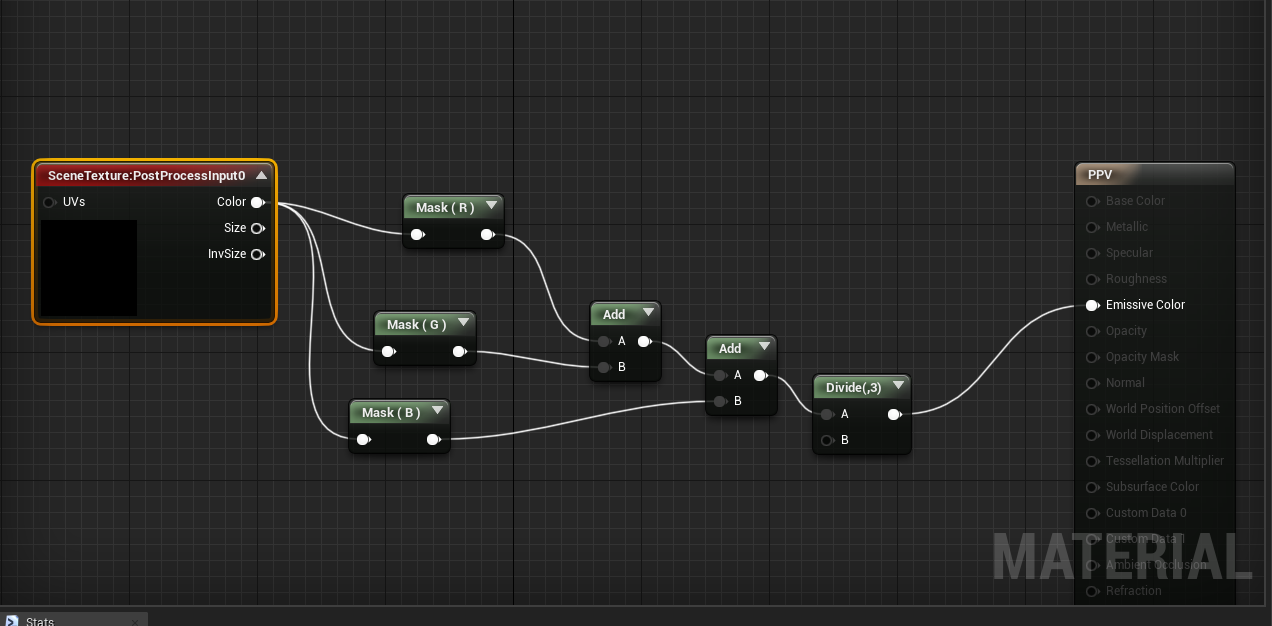 SceneTexture:PostProcessInput0
UVs
Color
Size
InvSize
Mask ( R )
Mask ( G )
Mask ( B )
Add
A
B
Add
A
B
Divide(,3)
A
B
PPV
Base Color
Metallic
Specular
Roughness
Emissive Color
Opacity
Opacity Mask
Normal
World Position Offset
World Displacement
Tessellation Multiplier
Subsurface Color
Custom Data 0
Custom Data 1
Ambient Occlusion
Refraction
MATERIAL
Stats